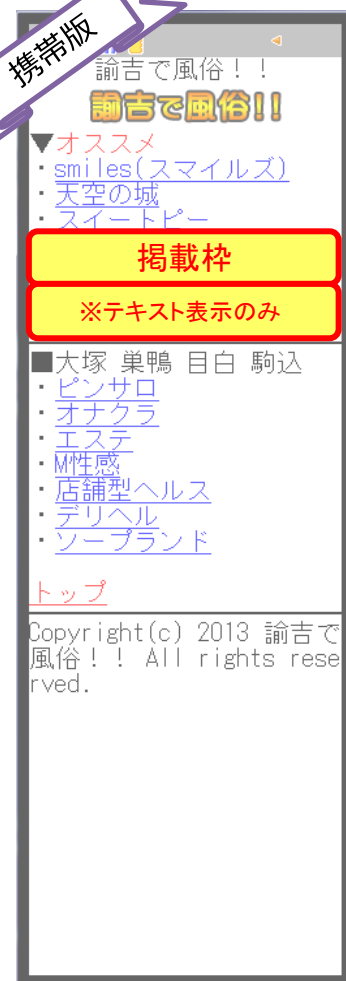 携帯版
諭吉で風俗！！
諭吉で風俗!!
▼オススメ
・smiles(スマイルズ)
・天空の城
・スイートピー
掲載枠
※テキスト表示のみ
■大塚 巣鴨 目白 駒込
・ピンサロ
・オナクラ
・エステ
・M性感
・店舗型ヘルス
・デリヘル
・ソープランド
トップ
Copyright(c) 2013 諭吉で
風俗！！ All rights rese
rved.